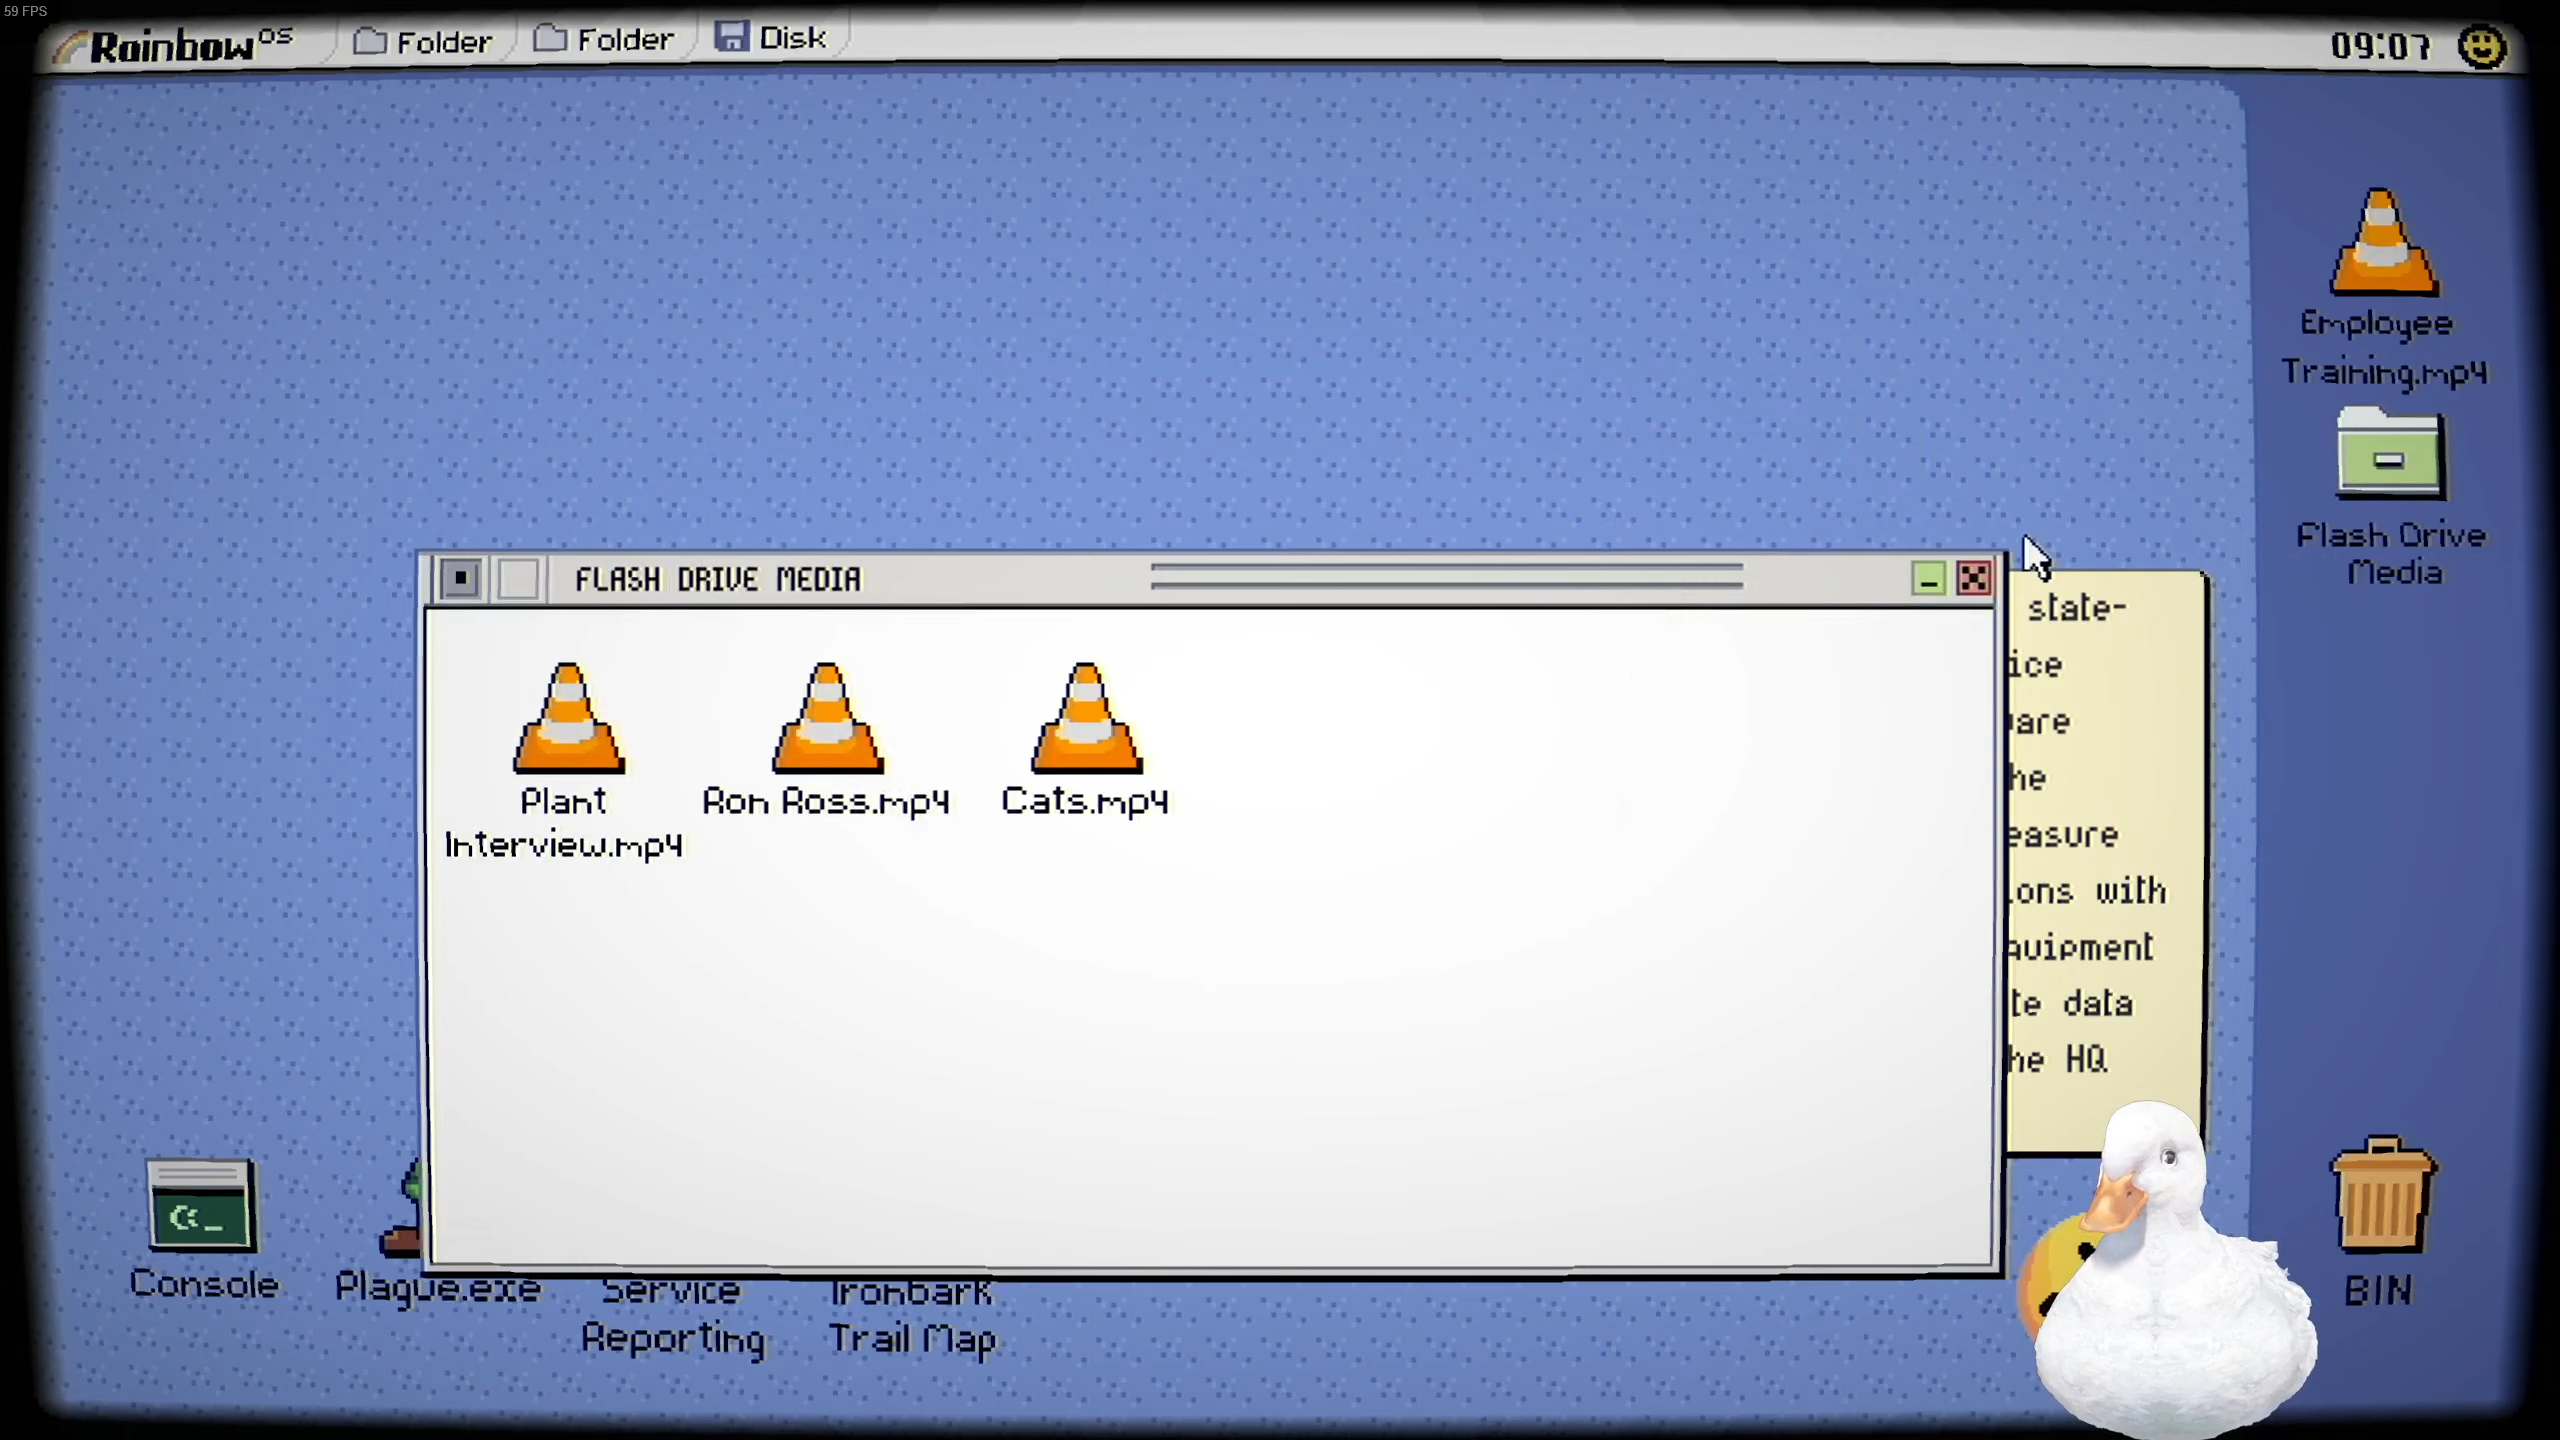 59 FPS
Rainbow OS
Folder
Folder
Disk
09:07
Employee
Training.mp4
Flash Drive
Media
FLASH DRIVE MEDIA
Plant
Interview.mp4
Ron Ross.mp4
Cats.mp4
state-
ice
are
he
easure
ons with
quipment
te data
he HQ
Console
Plague.exe
Service
Reporting
Ironbark
Trail Map
BIN